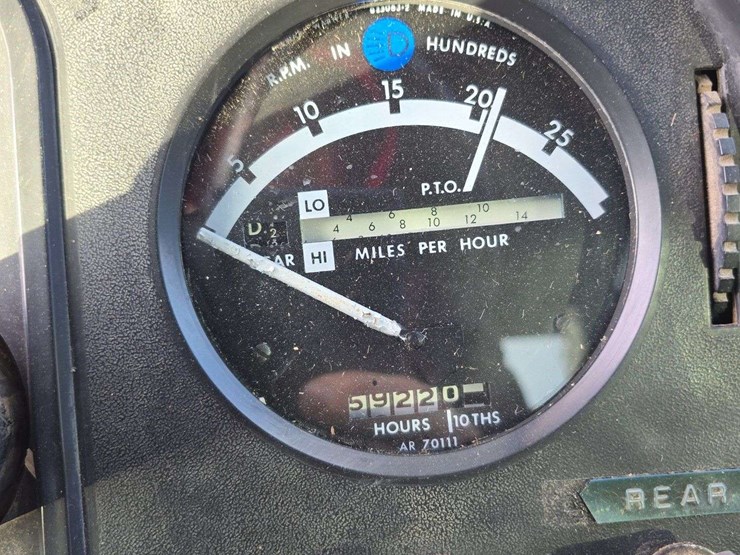 MADE IN U.S.A
R.P.M. IN HUNDREDS
5 10 15 20 25
P.T.O.
LO
4 6 8 10
D 2
4 6 8 10 12 14
HI
MILES PER HOUR
59220
HOURS 10THS
AR 70111
REAR